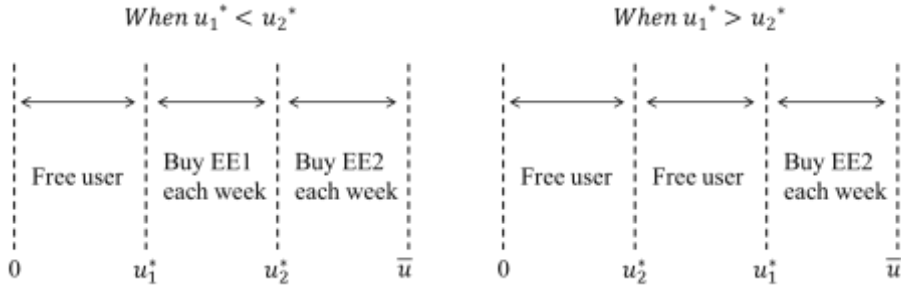 When u₁* < u₂*
Free user
Buy EE1
each week
Buy EE2
each week
0
u₁*
u₂*
u̅
When u₁* > u₂*
Free user
Free user
Buy EE2
each week
0
u₂*
u₁*
u̅